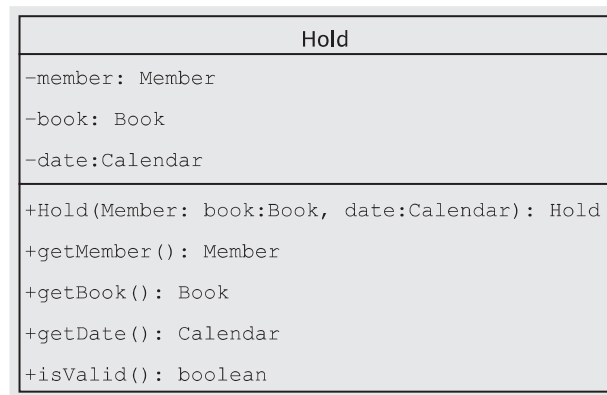 Hold
-member: Member
-book: Book
-date:Calendar
+Hold(Member: book:Book, date:Calendar): Hold
+getMember(): Member
+getBook(): Book
+getDate(): Calendar
+isValid(): boolean